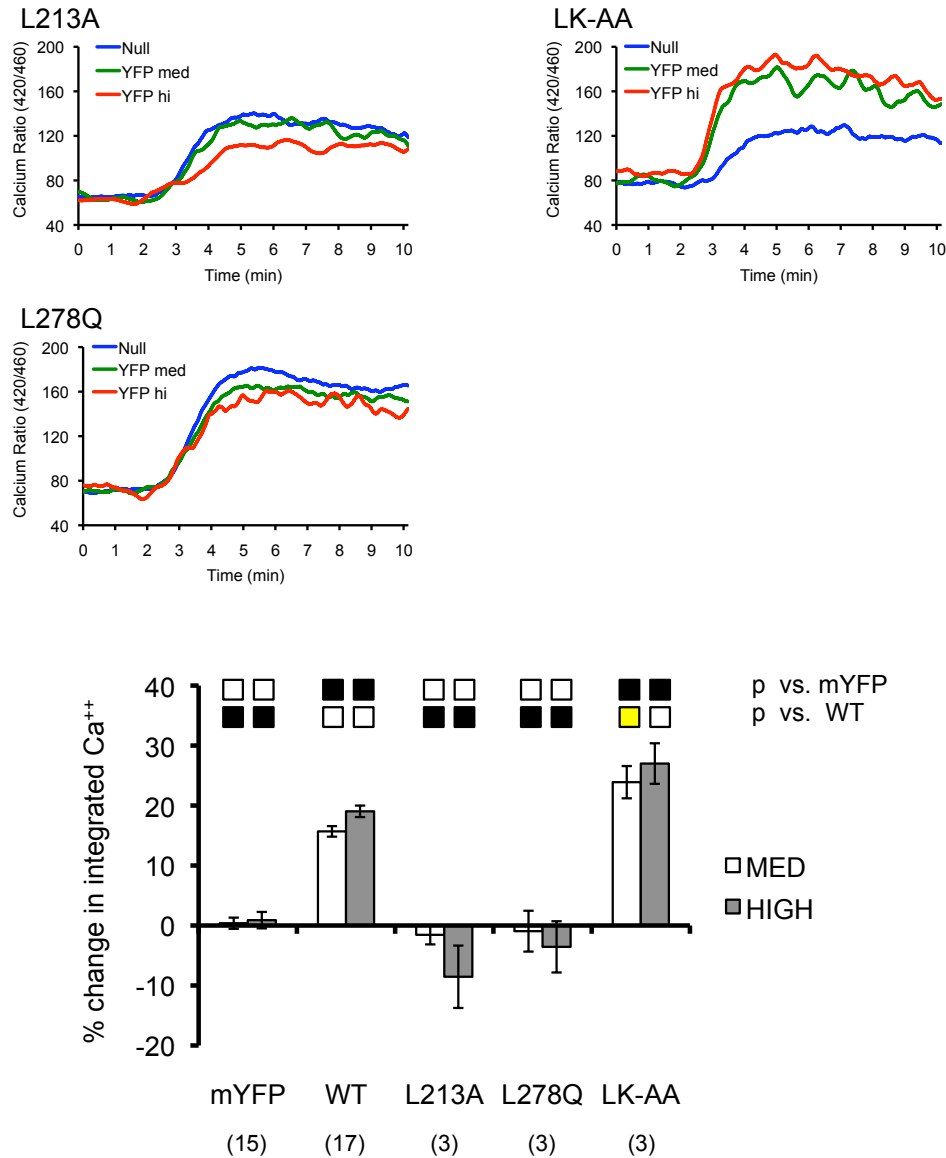 L213A
Calcium Ratio (420/460)
200
160
120
80
40
Null
YFP med
YFP hi
0 1 2 3 4 5 6 7 8 9 10
Time (min)
LK-AA
Calcium Ratio (420/460)
200
160
120
80
40
Null
YFP med
YFP hi
0 1 2 3 4 5 6 7 8 9 10
Time (min)
L278Q
Calcium Ratio (420/460)
200
160
120
80
40
Null
YFP med
YFP hi
0 1 2 3 4 5 6 7 8 9 10
Time (min)
% change in integrated Ca++
40
30
20
10
0
-10
-20
p vs. mYFP
p vs. WT
MED
HIGH
mYFP WT L213A L278Q LK-AA
(15) (17) (3) (3) (3)